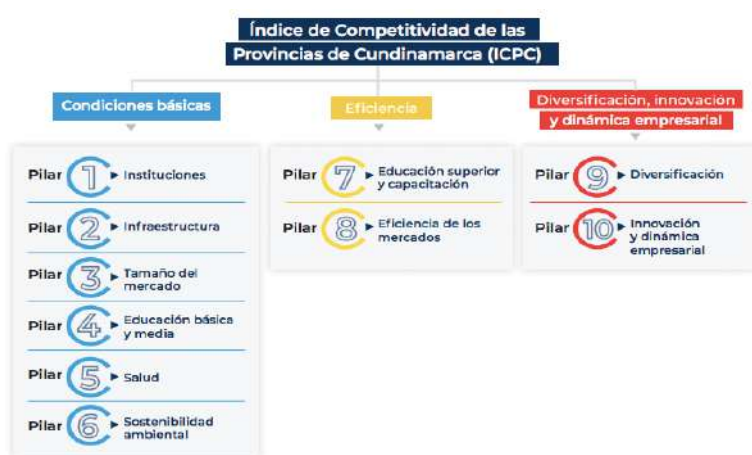 Índice de Competitividad de las
Provincias de Cundinamarca (ICPC)
Condiciones básicas
Pilar 1 Instituciones
Pilar 2 Infraestructura
Pilar 3 Tamaño del
mercado
Pilar 4 Educación básica
y media
Pilar 5 Salud
Pilar 6 Sostenibilidad
ambiental
Eficiencia
Pilar 7 Educación superior
y capacitación
Pilar 8 Eficiencia de los
mercados
Diversificación, innovación
y dinámica empresarial
Pilar 9 Diversificación
Pilar 10 Innovación
y dinámica
empresarial